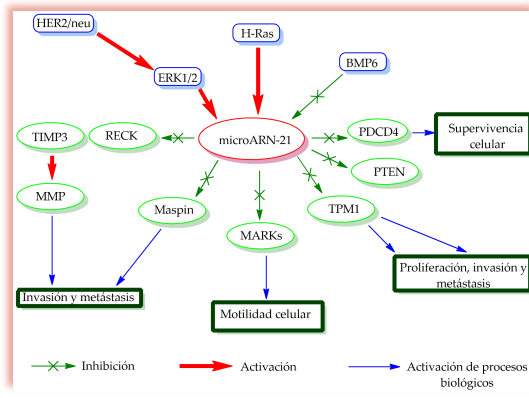 HER2/neu
H-Ras
BMP6
ERK1/2
TIMP3
RECK
microARN-21
PDCD4
Supervivencia
celular
PTEN
MMP
Maspin
TPM1
MARKs
Proliferación, invasión y
metástasis
Invasión y metástasis
Motilidad celular
Inhibición
Activación
Activación de procesos
biológicos